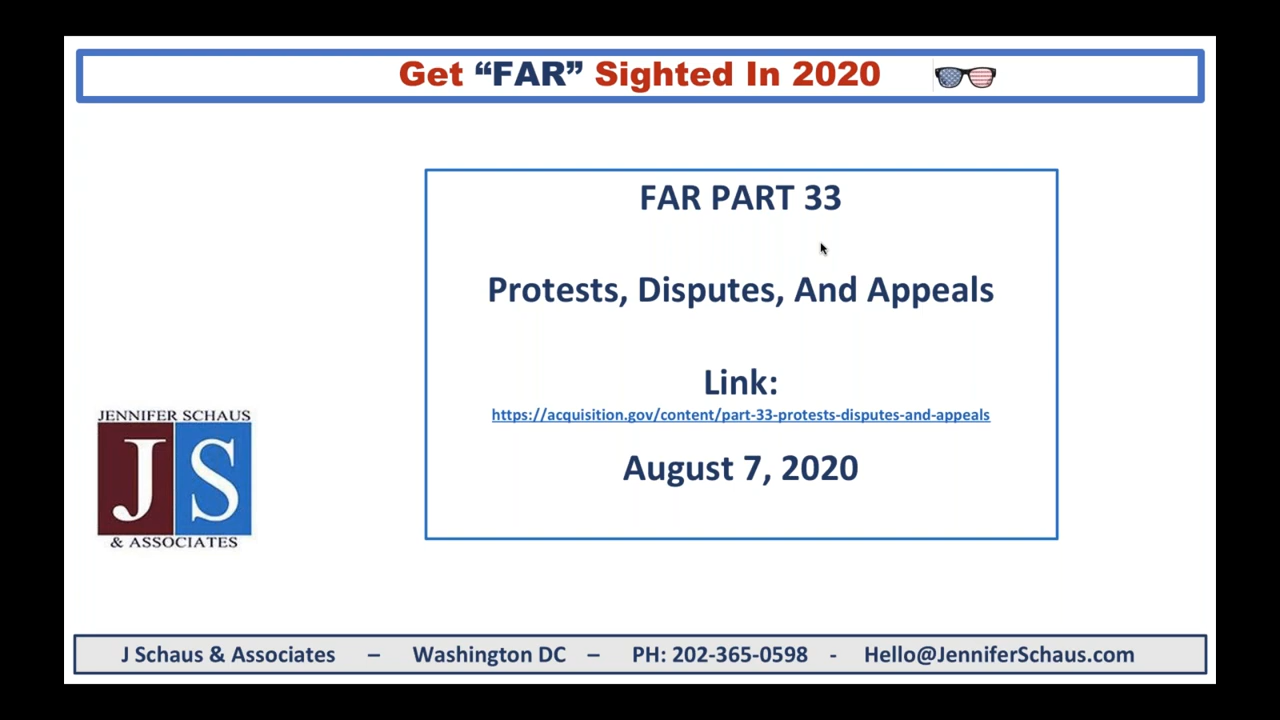 Get “FAR” Sighted In 2020
FAR PART 33
Protests, Disputes, And Appeals
Link:
https://acquisition.gov/content/part-33-protests-disputes-and-appeals
August 7, 2020
JENNIFER SCHAUS
JS
& ASSOCIATES
J Schaus & Associates – Washington DC – PH: 202-365-0598 - Hello@JenniferSchaus.com